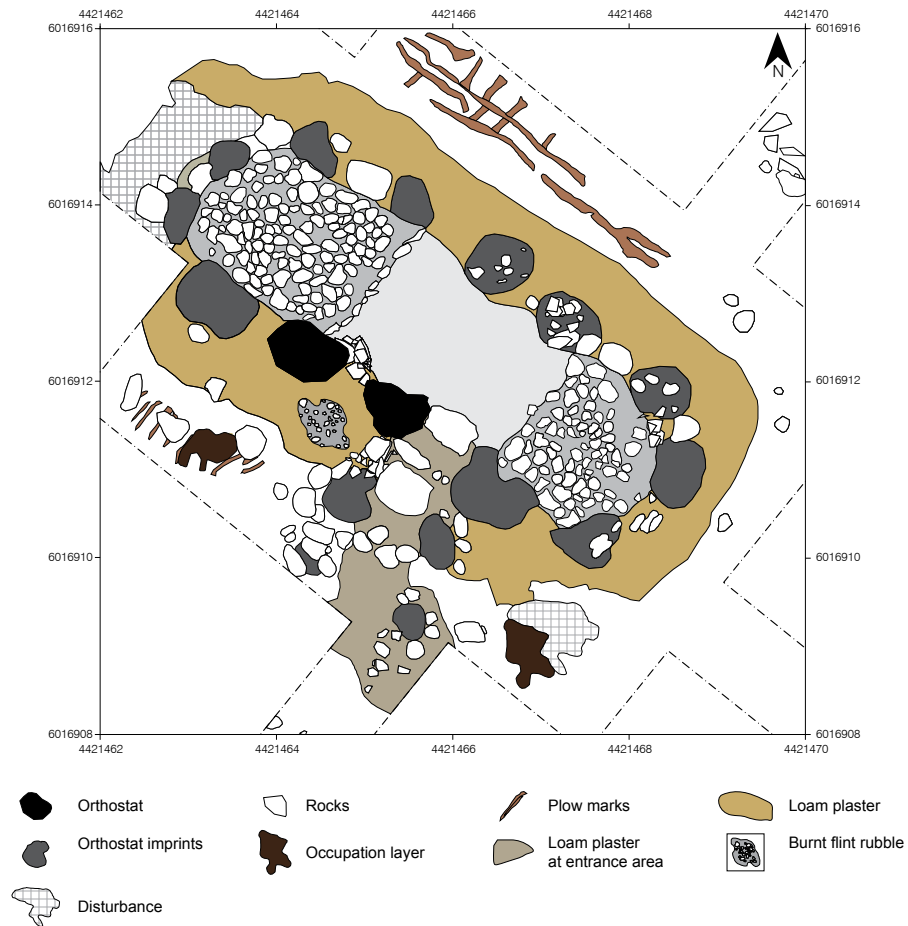 4421462 4421464 4421466 4421468 4421470
6016916 6016916
N
6016914 6016914
6016912 6016912
6016910 6016910
6016908 6016908
4421462 4421464 4421466 4421468 4421470
Orthostat Rocks Plow marks Loam plaster
Orthostat imprints Occupation layer Loam plaster Burnt flint rubble
at entrance area
Disturbance